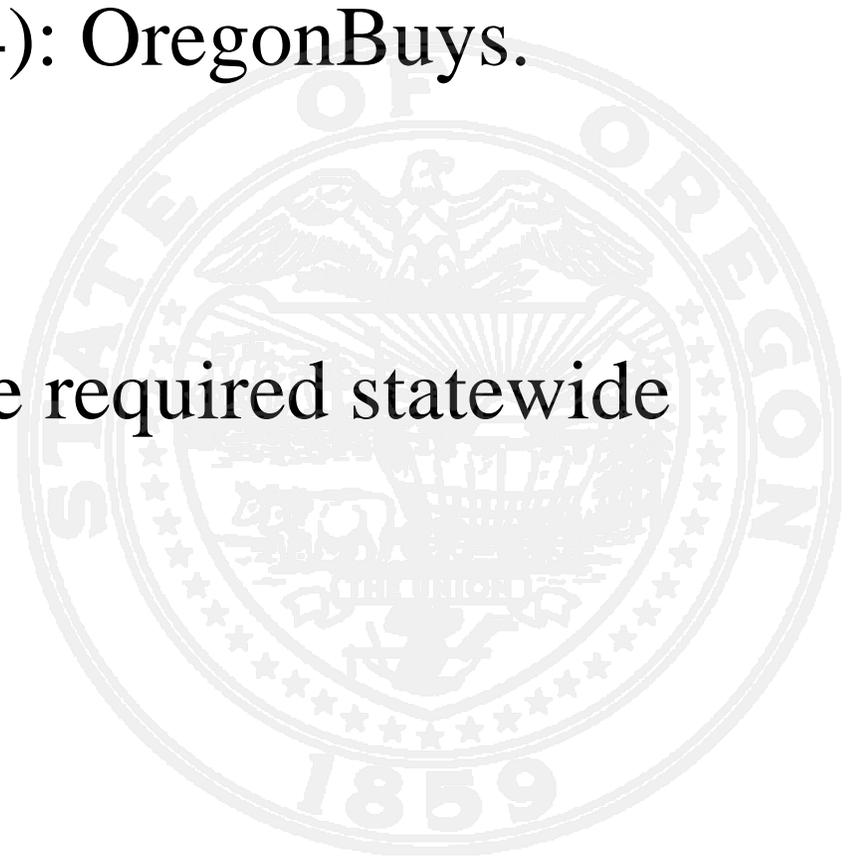 ): OregonBuys.
e required statewide
STATE OF OREGON
THE UNION
1859